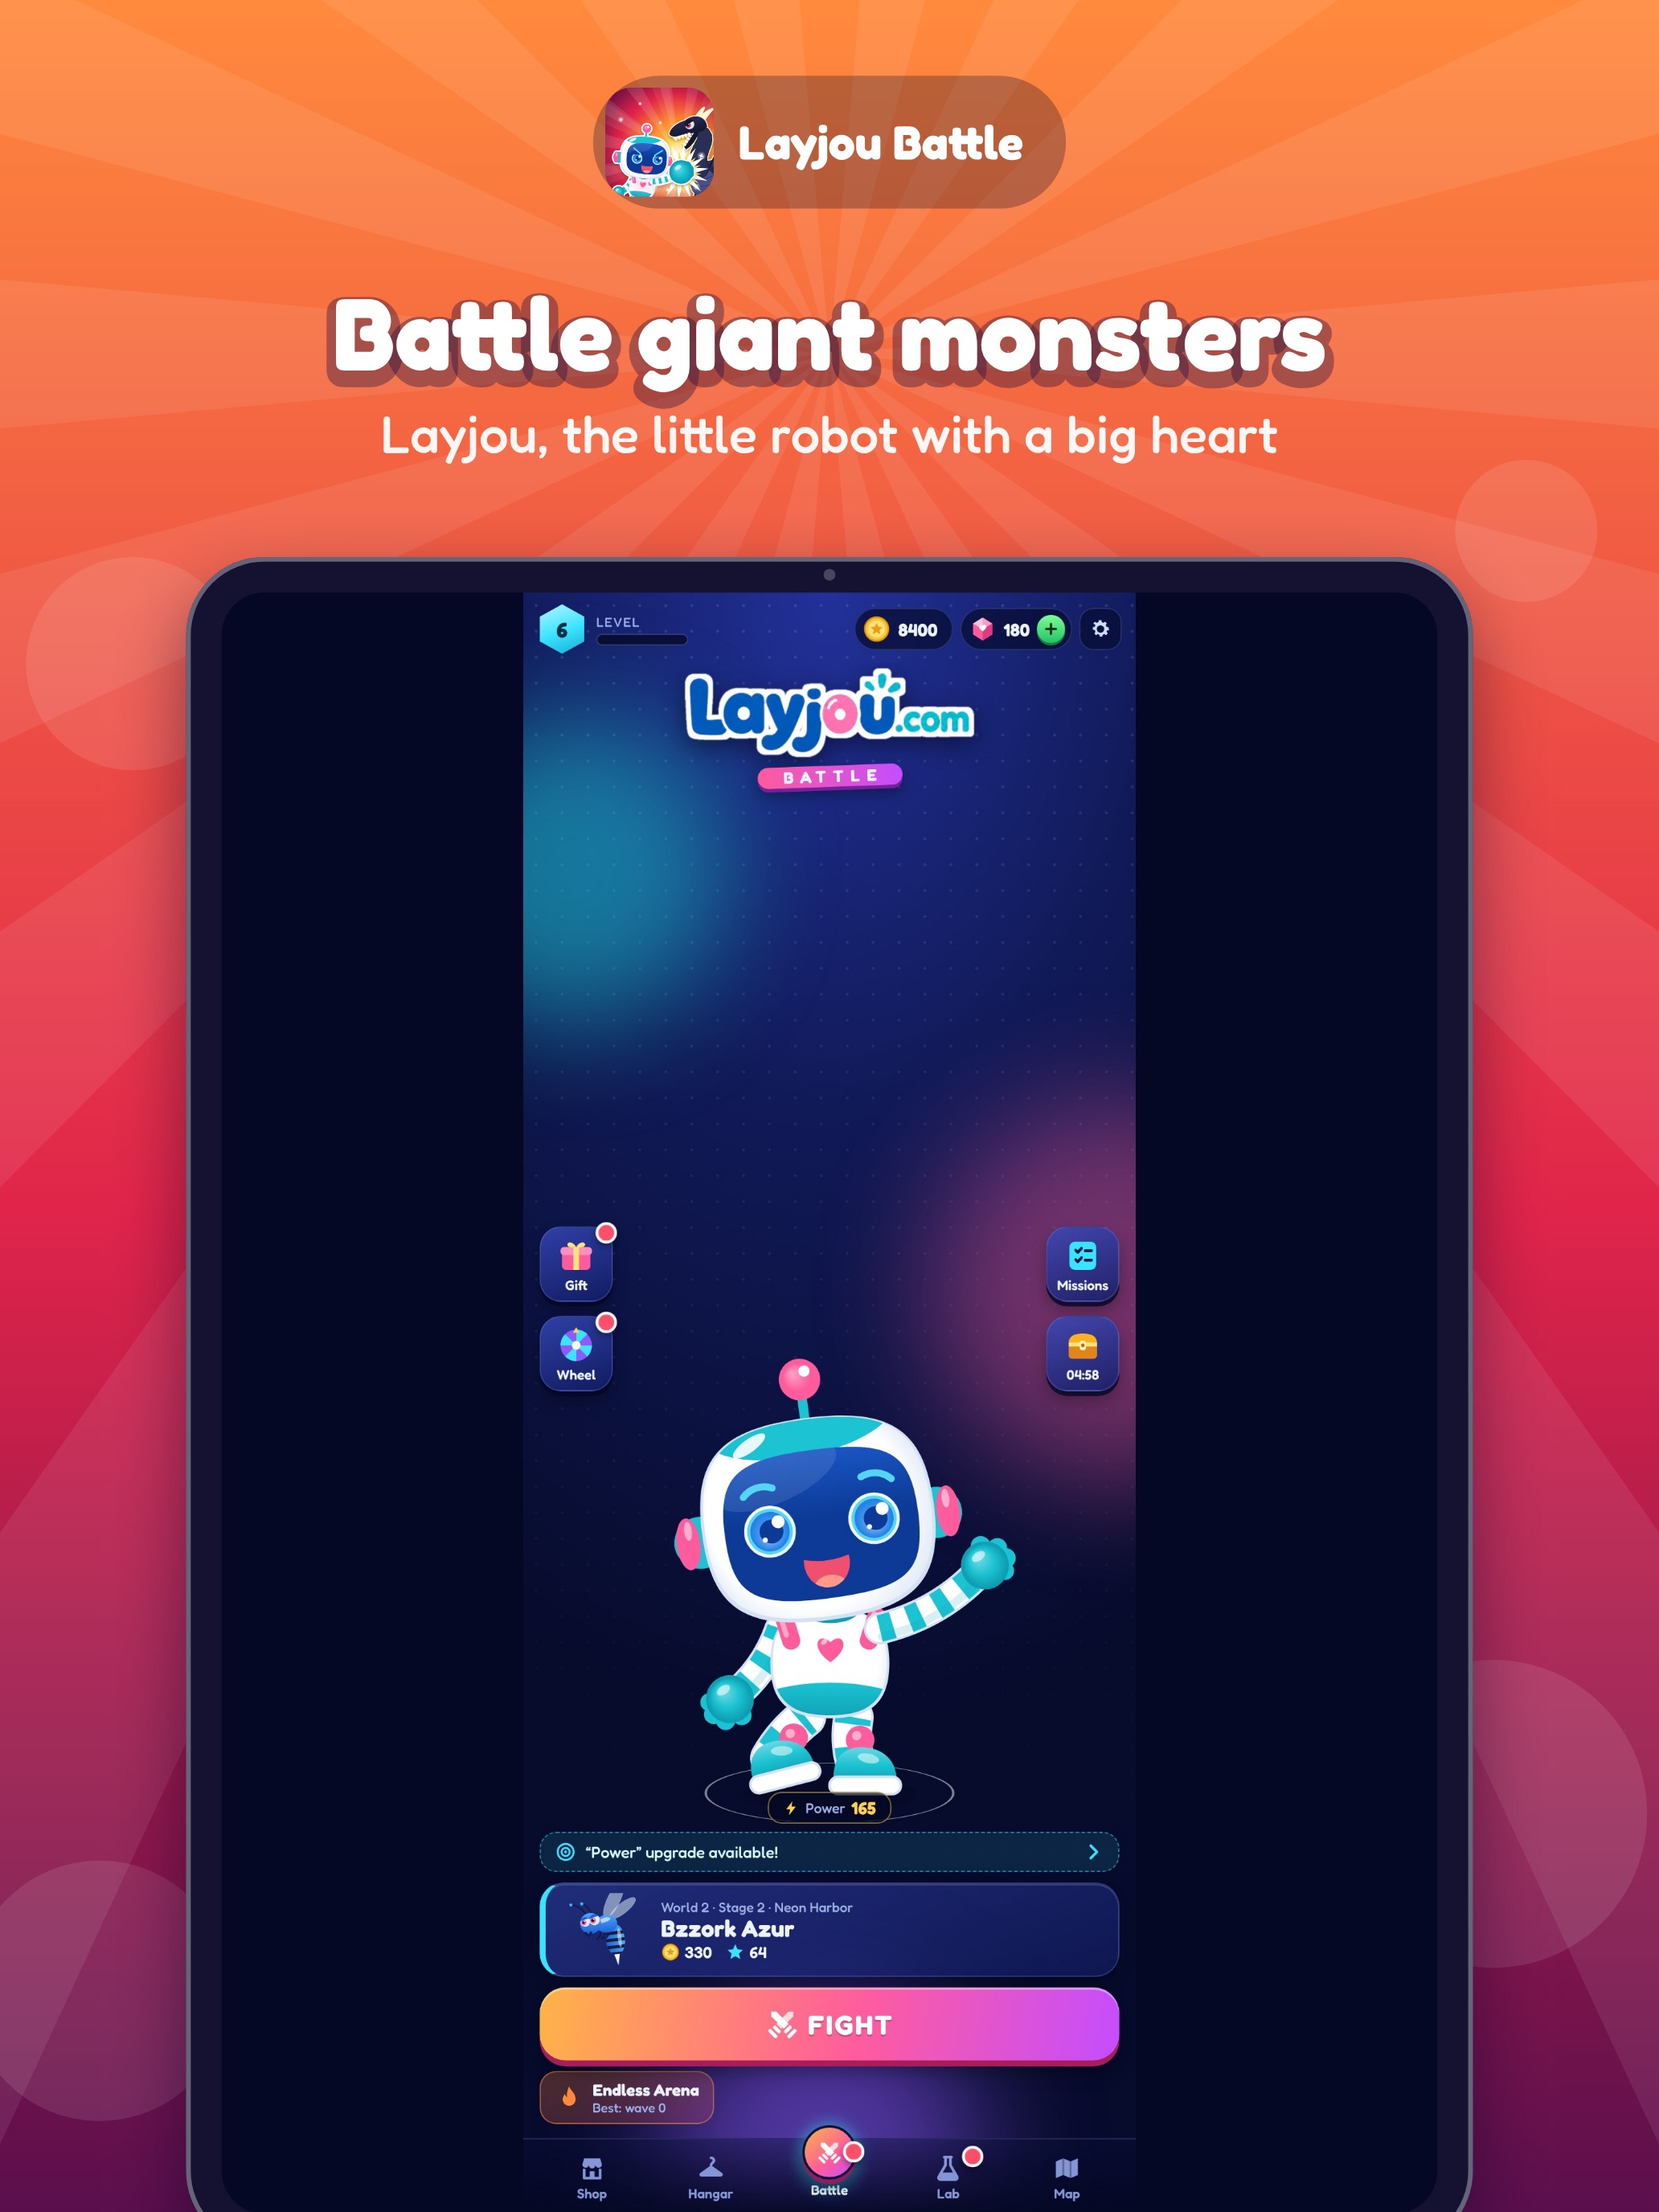 Layjou Battle
Battle giant monsters
Layjou, the little robot with a big heart
6
LEVEL
8400
180
Layjou.com
BATTLE
Gift
Missions
Wheel
04:58
Power 165
“Power” upgrade available!
World 2 · Stage 2 · Neon Harbor
Bzzork Azur
330 64
FIGHT
Endless Arena
Best: wave 0
Shop
Hangar
Battle
Lab
Map